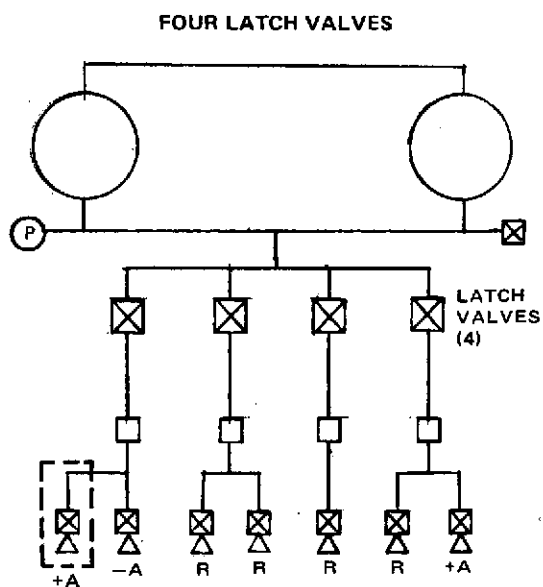 FOUR LATCH VALVES
P
LATCH
VALVES
(4)
+A
−A
R
R
R
R
+A